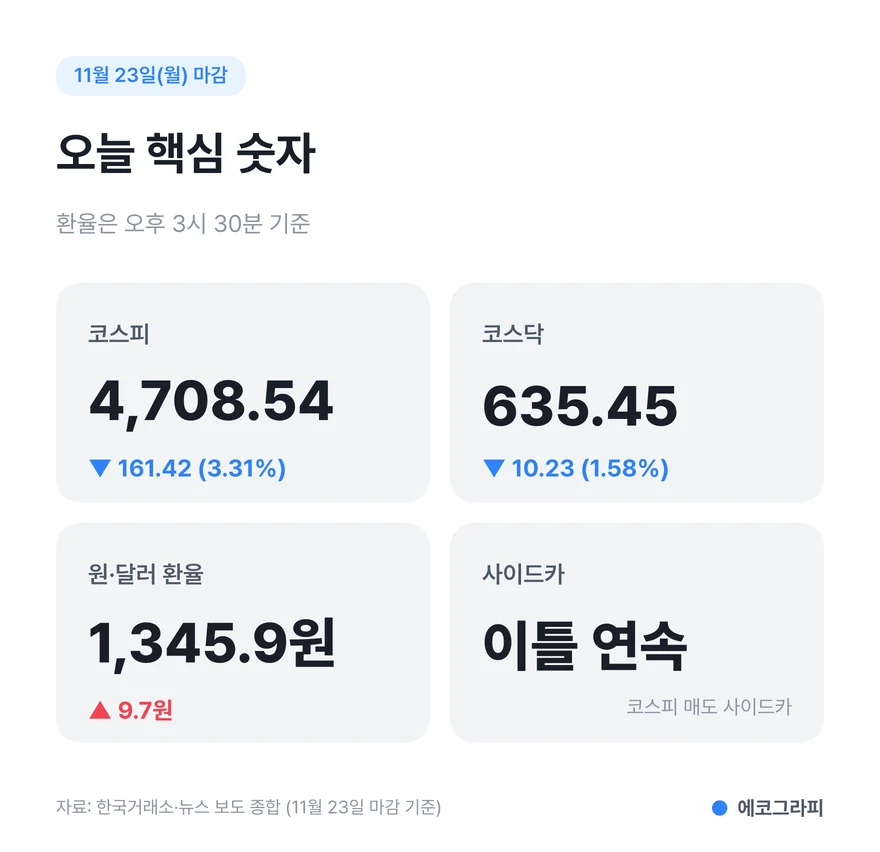 11월 23일(월) 마감
오늘 핵심 숫자
환율은 오후 3시 30분 기준
코스피
4,708.54
▼ 161.42 (3.31%)
코스닥
635.45
▼ 10.23 (1.58%)
원·달러 환율
1,345.9원
▲ 9.7원
사이드카
이틀 연속
코스피 매도 사이드카
자료: 한국거래소·뉴스 보도 종합 (11월 23일 마감 기준)
에코그라피